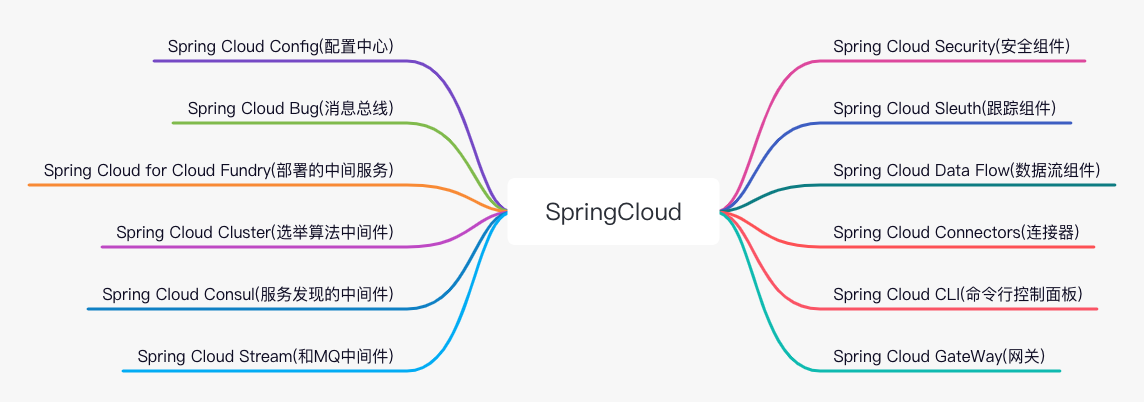 Spring Cloud Config(配置中心)
Spring Cloud Bug(消息总线)
Spring Cloud for Cloud Fundry(部署的中间服务)
Spring Cloud Cluster(选举算法中间件)
Spring Cloud Consul(服务发现的中间件)
Spring Cloud Stream(和MQ中间件)
SpringCloud
Spring Cloud Security(安全组件)
Spring Cloud Sleuth(跟踪组件)
Spring Cloud Data Flow(数据流组件)
Spring Cloud Connectors(连接器)
Spring Cloud CLI(命令行控制面板)
Spring Cloud GateWay(网关)